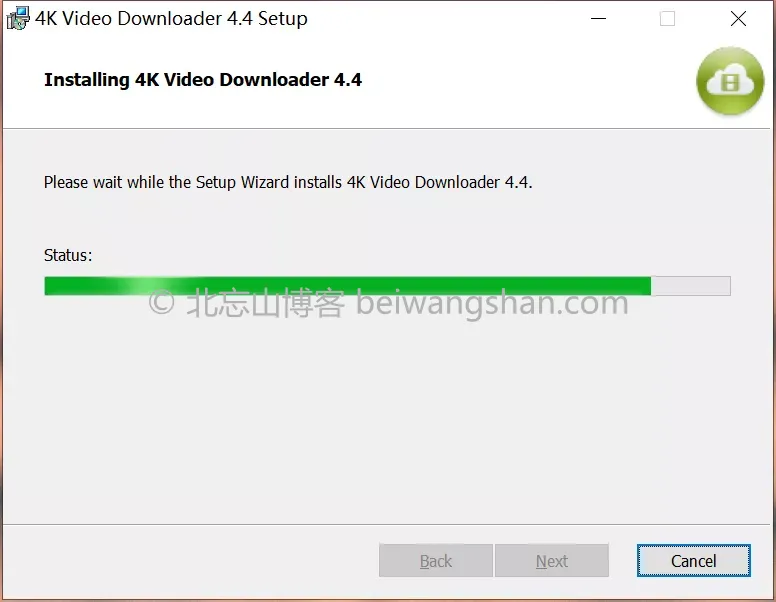 4K Video Downloader 4.4 Setup
Installing 4K Video Downloader 4.4
Please wait while the Setup Wizard installs 4K Video Downloader 4.4.
Status:
© 北忘山博客 beiwangshan.com
Back
Next
Cancel